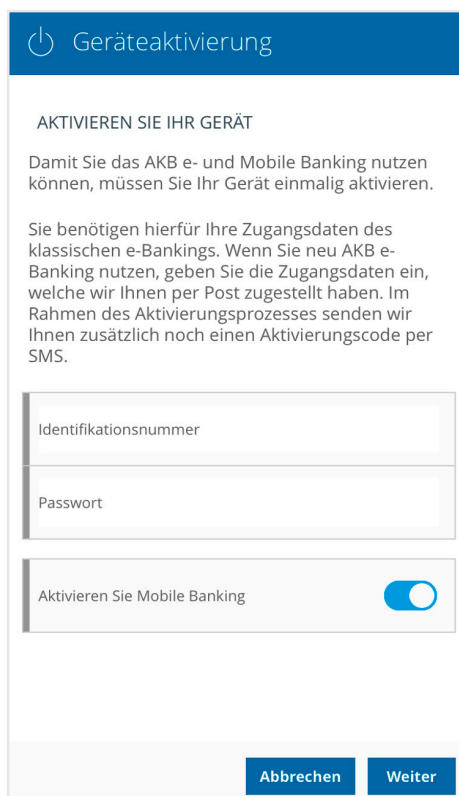 Geräteaktivierung
AKTIVIEREN SIE IHR GERÄT
Damit Sie das AKB e- und Mobile Banking nutzen
können, müssen Sie Ihr Gerät einmalig aktivieren.
Sie benötigen hierfür Ihre Zugangsdaten des
klassischen e-Bankings. Wenn Sie neu AKB e-
Banking nutzen, geben Sie die Zugangsdaten ein,
welche wir Ihnen per Post zugestellt haben. Im
Rahmen des Aktivierungsprozesses senden wir
Ihnen zusätzlich noch einen Aktivierungscode per
SMS.
Identifikationsnummer
Passwort
Aktivieren Sie Mobile Banking
Abbrechen Weiter